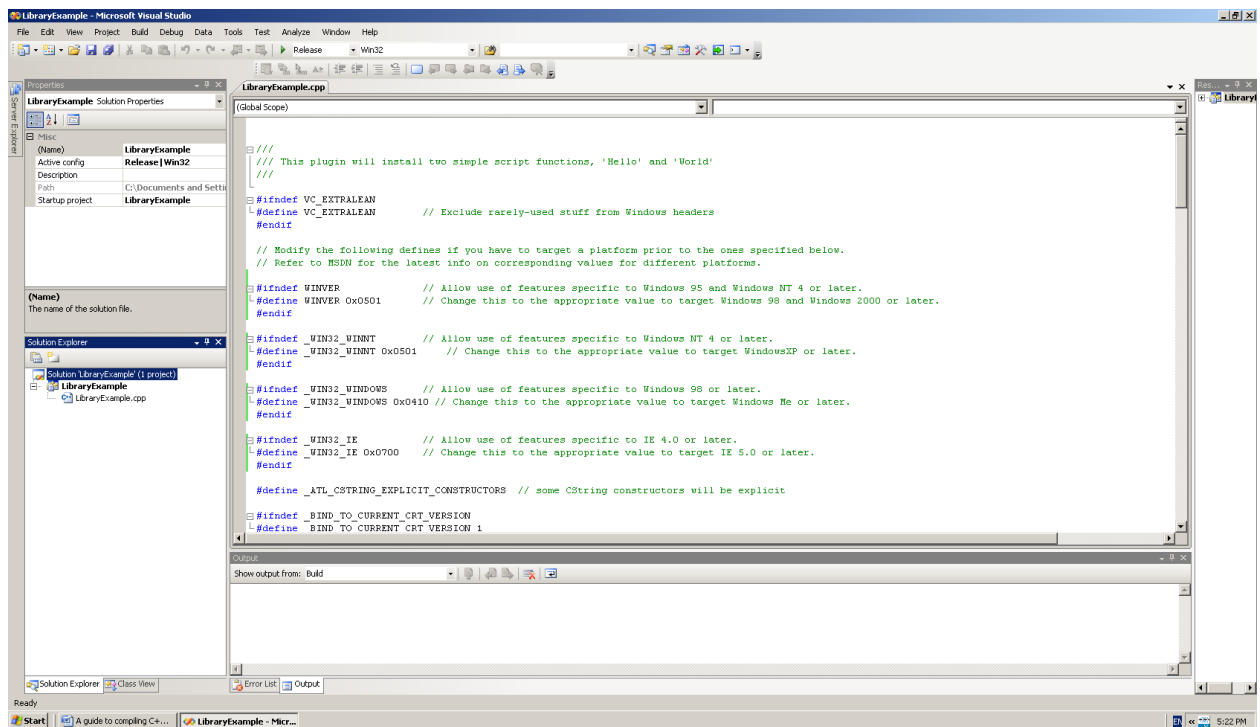 LibraryExample - Microsoft Visual Studio
File Edit View Project Build Debug Data Tools Test Analyze Window Help
Release Win32
Server Explorer
Properties
LibraryExample Solution Properties
Misc
(Name) LibraryExample
Active config Release|Win32
Description
Path C:\Documents and Setti
Startup project LibraryExample
(Name)
The name of the solution file.
Solution Explorer
Solution 'LibraryExample' (1 project)
LibraryExample
LibraryExample.cpp
Solution Explorer Class View
LibraryExample.cpp
(Global Scope)
///
/// This plugin will install two simple script functions, 'Hello' and 'World'
///
#ifndef VC_EXTRALEAN
#define VC_EXTRALEAN // Exclude rarely-used stuff from Windows headers
#endif
// Modify the following defines if you have to target a platform prior to the ones specified below.
// Refer to MSDN for the latest info on corresponding values for different platforms.
#ifndef WINVER // Allow use of features specific to Windows 95 and Windows NT 4 or later.
#define WINVER 0x0501 // Change this to the appropriate value to target Windows 98 and Windows 2000 or later.
#endif
#ifndef _WIN32_WINNT // Allow use of features specific to Windows NT 4 or later.
#define _WIN32_WINNT 0x0501 // Change this to the appropriate value to target WindowsXP or later.
#endif
#ifndef _WIN32_WINDOWS // Allow use of features specific to Windows 98 or later.
#define _WIN32_WINDOWS 0x0410 // Change this to the appropriate value to target Windows Me or later.
#endif
#ifndef _WIN32_IE // Allow use of features specific to IE 4.0 or later.
#define _WIN32_IE 0x0700 // Change this to the appropriate value to target IE 5.0 or later.
#endif
#define _ATL_CSTRING_EXPLICIT_CONSTRUCTORS // some CString constructors will be explicit
#ifndef _BIND_TO_CURRENT_CRT_VERSION
#define _BIND_TO_CURRENT_CRT_VERSION 1
Output
Show output from: Build
Error List Output
Res...
LibraryI
Ready
Start A guide to compiling C+... LibraryExample - Micr... EN « 5:22 PM